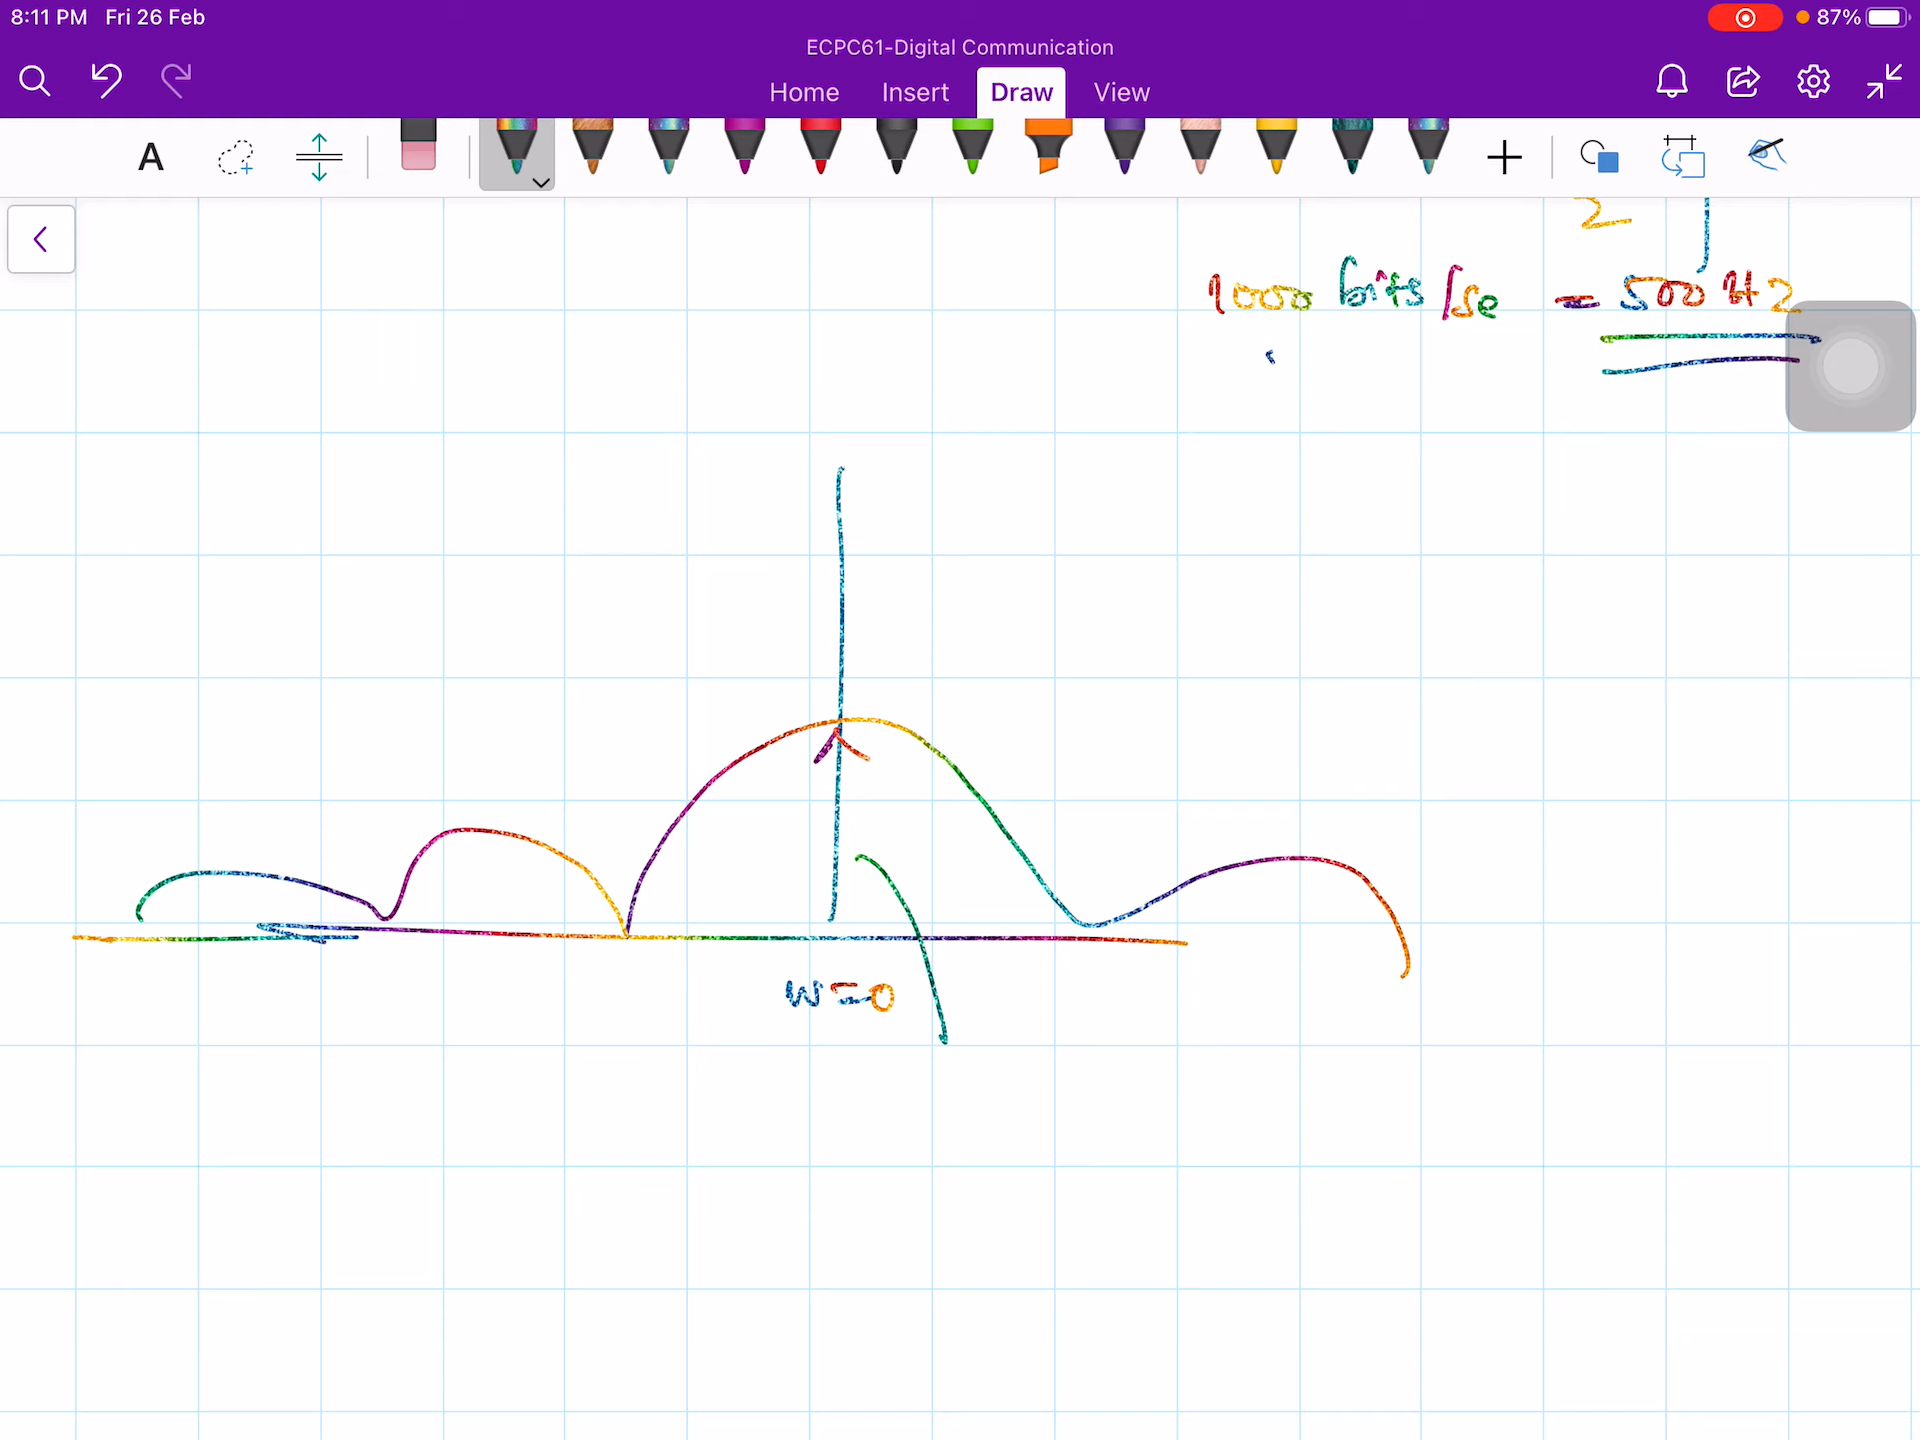 8:11 PM Fri 26 Feb 87%
ECPC61-Digital Communication
Home Insert Draw View
A
2
1000 bits/se = 500 Hz
w=0